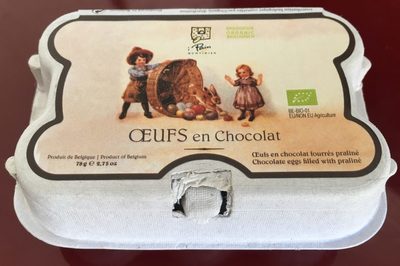 BIOLOGISCH
ORGANIC
BIOLOGIQUE
BE-BIO-01
EU/NON EU Agriculture
ŒUFS en Chocolat
Produit de Belgique | Product of Belgium
78 g ℮ 2,75 oz
Œufs en chocolat fourrés praliné
Chocolate eggs filled with praliné